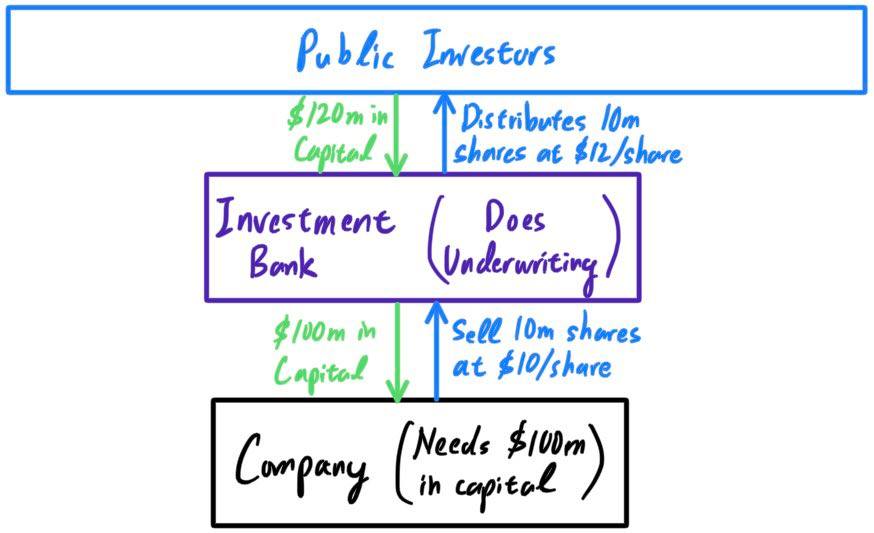 Public Investors
$120m in
Capital
Distributes 10m
shares at $12/share
Investment
Bank
(Does
Underwriting)
$100m in
Capital
Sell 10m shares
at $10/share
Company
(Needs $100m
in capital)